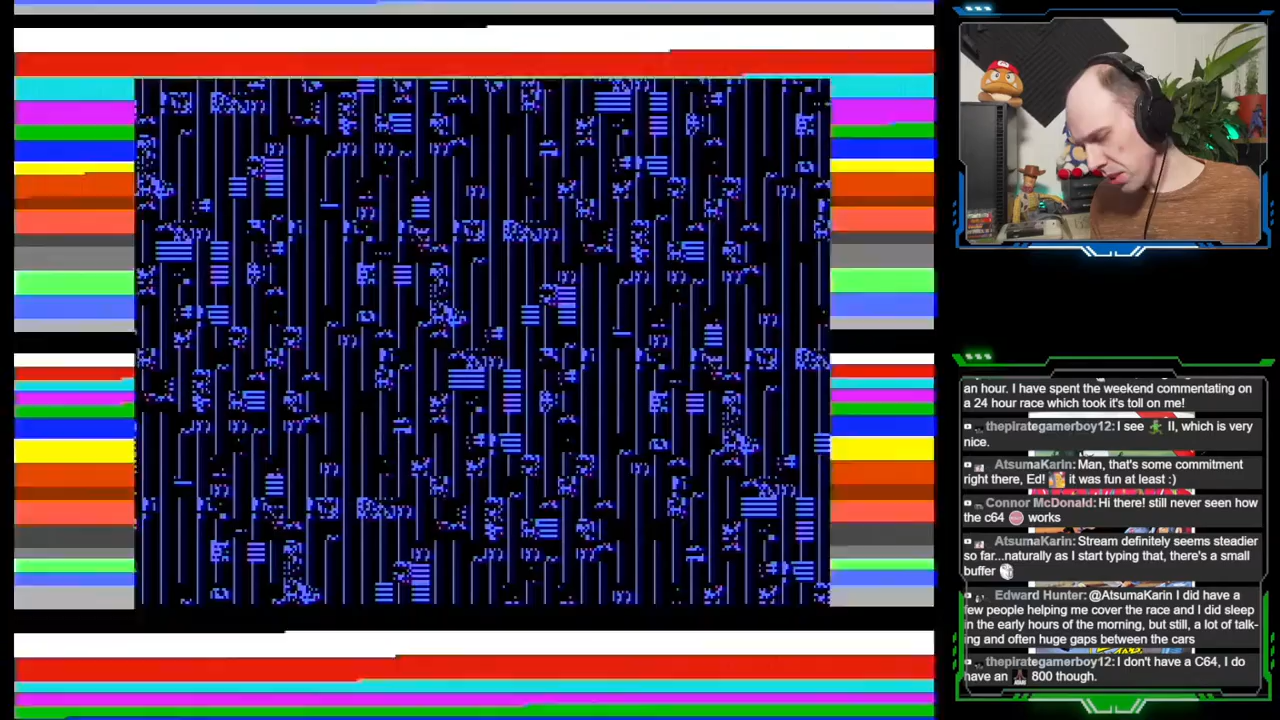 an hour. I have spent the weekend commentating on
a 24 hour race which took it's toll on me!
thepirategamerboy12: I see II, which is very
nice.
AtsumaKarin: Man, that's some commitment
right there, Ed! it was fun at least :)
Connor McDonald: Hi there! still never seen how
the c64 works
AtsumaKarin: Stream definitely seems steadier
so far...naturally as I start typing that, there's a small
buffer
Edward Hunter: @AtsumaKarin I did have a
few people helping me cover the race and I did sleep
in the early hours of the morning, but still, a lot of talk-
ing and often huge gaps between the cars
thepirategamerboy12: I don't have a C64, I do
have an 800 though.